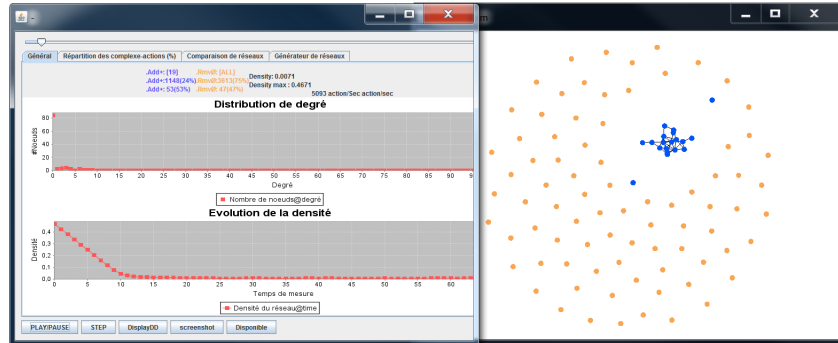 Général Répartition des complexe-actions (%) Comparaison de réseaux Générateur de réseaux
.Add+: [19] .RmvØ: [ALL]
.Add+:1148(24%) .RmvØ:3613(75%) Density: 0.0071
.Add+: 53(53%) .RmvØ: 47(47%) Density max : 0.4671
5093 action/Sec action/sec
Distribution de degré
#Noeuds
80
60
40
20
0
0 5 10 15 20 25 30 35 40 45 50 55 60 65 70 75 80 85 90
Degré
Nombre de noeuds@degré
Evolution de la densité
Densité
0,4
0,3
0,2
0,1
0,0
0 5 10 15 20 25 30 35 40 45 50 55 60
Temps de mesure
Densité du réseau@time
PLAY/PAUSE STEP DisplayDD screenshot Disponible